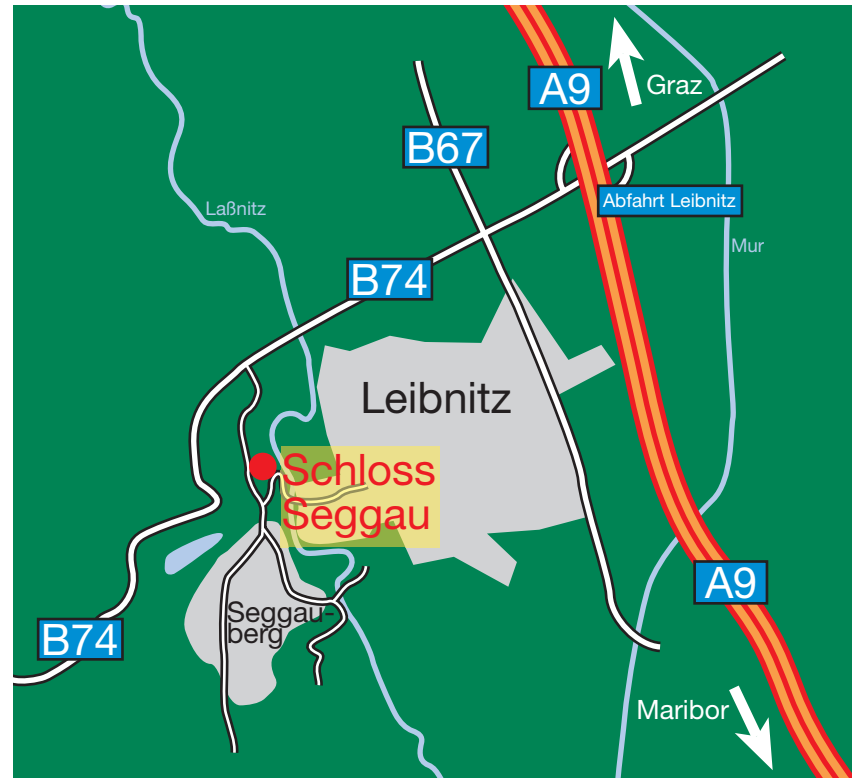 A9
Graz
B67
Abfahrt Leibnitz
Laßnitz
Mur
B74
Leibnitz
Schloss
Seggau
A9
Seggau-
berg
B74
Maribor